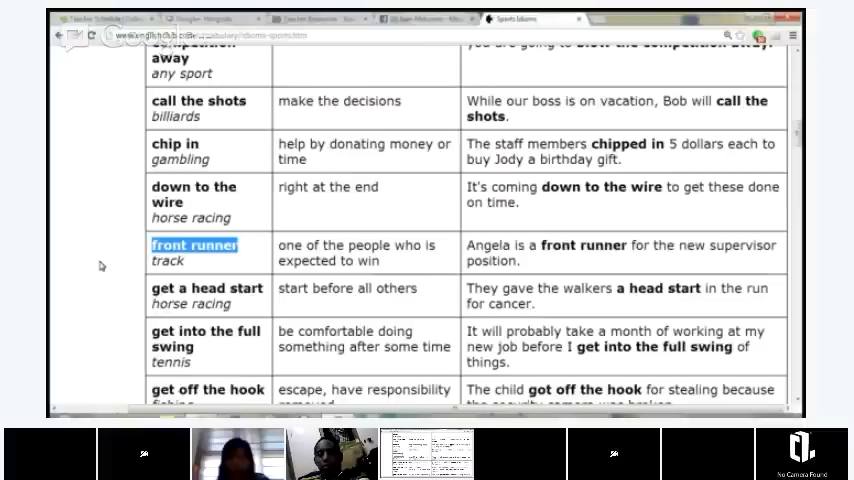 Sports Idioms
away
any sport
call the shots
billiards
make the decisions
While our boss is on vacation, Bob will call the
shots.
chip in
gambling
help by donating money or
time
The staff members chipped in 5 dollars each to
buy Jody a birthday gift.
down to the
wire
horse racing
right at the end
It's coming down to the wire to get these done
on time.
front runner
track
one of the people who is
expected to win
Angela is a front runner for the new supervisor
position.
get a head start
horse racing
start before all others
They gave the walkers a head start in the run
for cancer.
get into the full
swing
tennis
be comfortable doing
something after some time
It will probably take a month of working at my
new job before I get into the full swing of
things.
get off the hook
escape, have responsibility
The child got off the hook for stealing because
No Camera Found